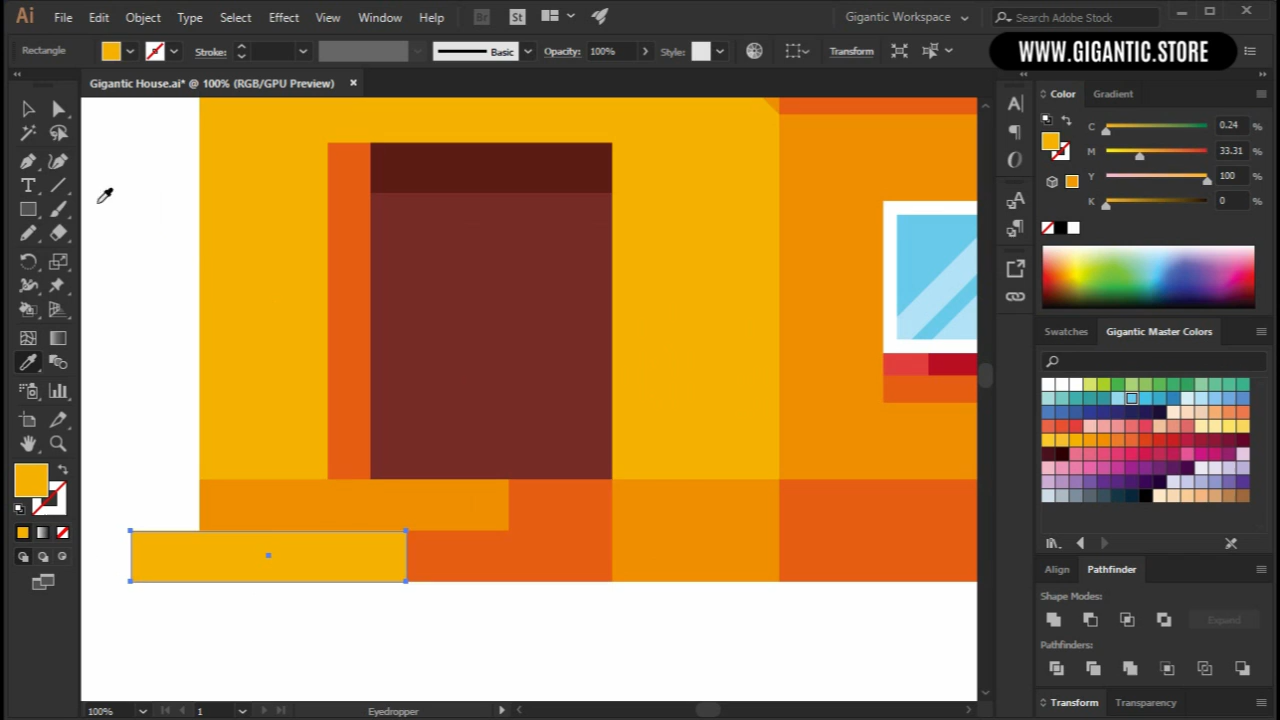 Ai File Edit Object Type Select Effect View Window Help Br St Gigantic Workspace Search Adobe Stock
Rectangle Stroke: Basic Opacity: 100% Style: Transform WWW.GIGANTIC.STORE
Gigantic House.ai* @ 100% (RGB/GPU Preview)
Color Gradient
C 0.24 %
M 33.31 %
Y 100 %
K 0 %
Swatches Gigantic Master Colors
Align Pathfinder
Shape Modes:
Expand
Pathfinders:
Transform Transparency
100% 1 Eyedropper